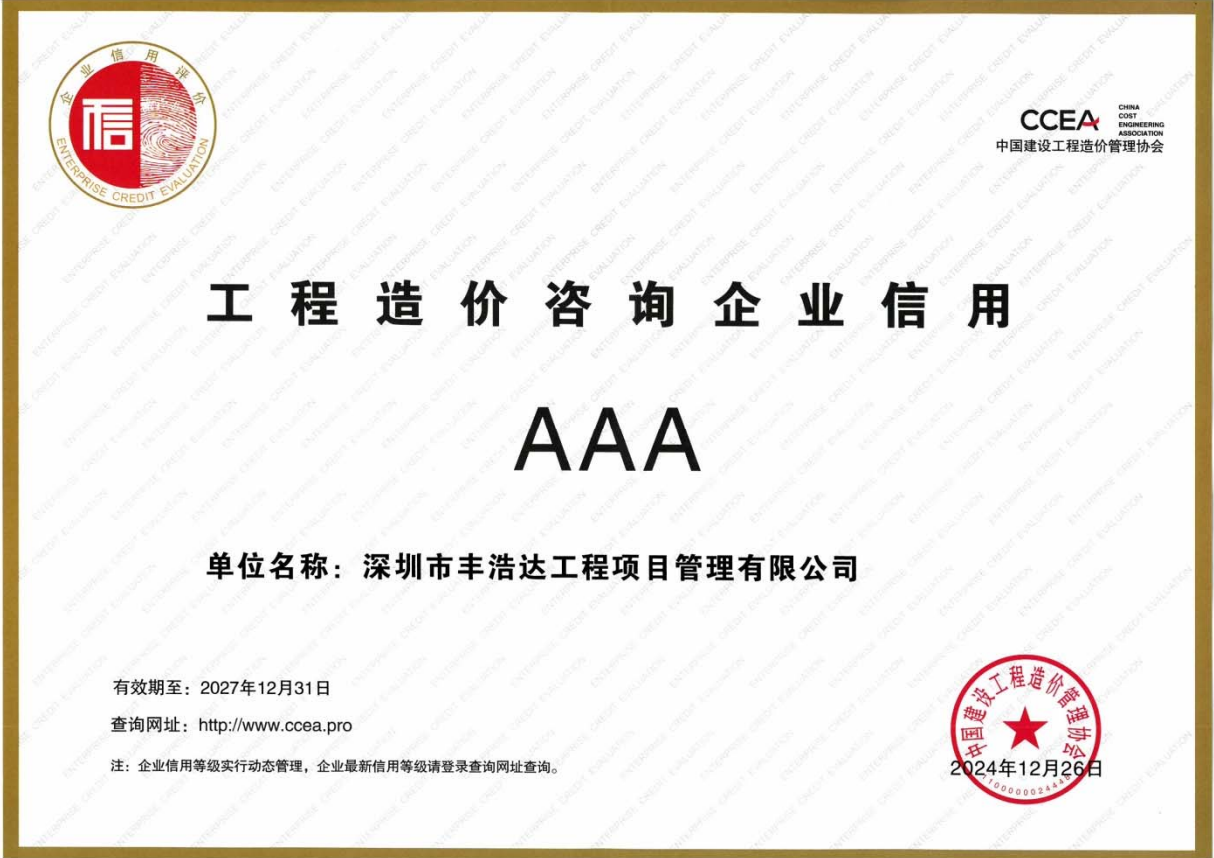 企业信用评价
信
ENTERPRISE CREDIT EVALUATION
CCEA
CHINA
COST
ENGINEERING
ASSOCIATION
中国建设工程造价管理协会
工程造价咨询企业信用
AAA
单位名称：深圳市丰浩达工程项目管理有限公司
有效期至：2027年12月31日
查询网址：http://www.ccea.pro
注：企业信用等级实行动态管理，企业最新信用等级请登录查询网址查询。
中国建设工程造价管理协会
2024年12月26日